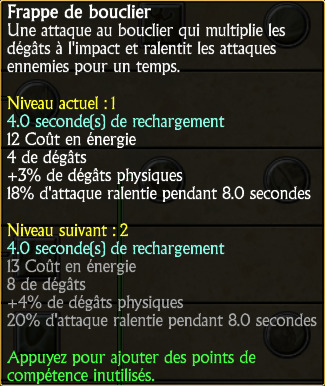 Frappe de bouclier
Une attaque au bouclier qui multiplie les
dégâts à l'impact et ralentit les attaques
ennemies pour un temps.
Niveau actuel : 1
4.0 seconde(s) de rechargement
12 Coût en énergie
4 de dégâts
+3% de dégâts physiques
18% d'attaque ralentie pendant 8.0 secondes
Niveau suivant : 2
4.0 seconde(s) de rechargement
13 Coût en énergie
8 de dégâts
+4% de dégâts physiques
20% d'attaque ralentie pendant 8.0 secondes
Appuyez pour ajouter des points de
compétence inutilisés.